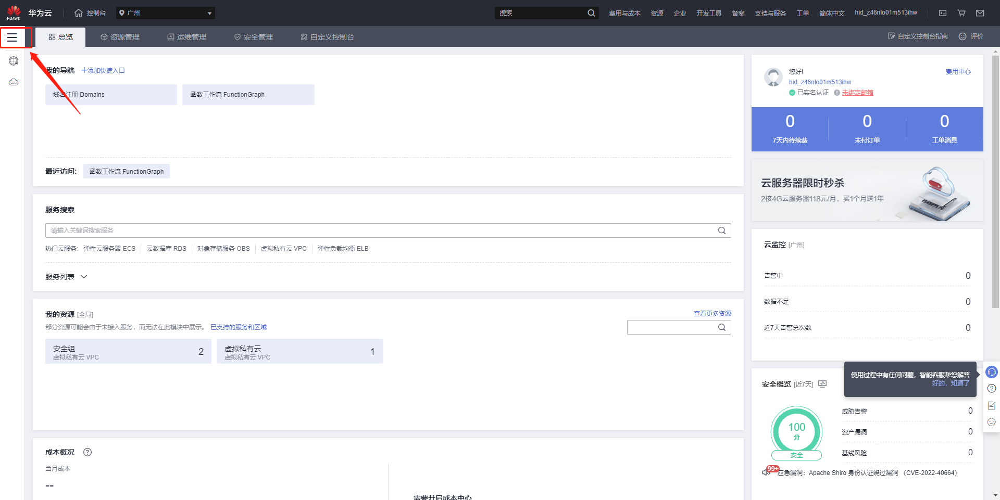 HUAWEI
华为云
控制台
广州
搜索
费用与成本
资源
企业
开发工具
备案
支持与服务
工单
简体中文
hid_z46nlo01m513ihw
总览
资源管理
运维管理
安全管理
自定义控制台
自定义控制台指南
评价
我的导航
添加快捷入口
域名注册 Domains
函数工作流 FunctionGraph
最近访问:
函数工作流 FunctionGraph
服务搜索
请输入关键词搜索服务
热门云服务:
弹性云服务器 ECS
云数据库 RDS
对象存储服务 OBS
虚拟私有云 VPC
弹性负载均衡 ELB
服务列表
我的资源 [全局]
查看更多资源
部分资源可能会由于未接入服务，而无法在此模块中展示。 已支持的服务和区域
安全组
虚拟私有云 VPC
2
虚拟私有云
虚拟私有云 VPC
1
成本概况
当月成本
--
需要开启成本中心
您好!
费用中心
hid_z46nlo01m513ihw
已实名认证
未绑定邮箱
0
7天内待续费
0
未付订单
0
工单消息
云服务器限时秒杀
2核4G云服务器118元/月，买1个月送1年
云监控 [广州]
告警中 0
数据不足 0
近7天告警总次数 0
使用过程中有任何问题，智能客服帮您解答
好的，知道了
安全概览 [近7天]
100
分
安全
威胁告警 0
资产漏洞 0
基线风险 0
99+
应急漏洞：Apache Shiro 身份认证绕过漏洞 （CVE-2022-40664）